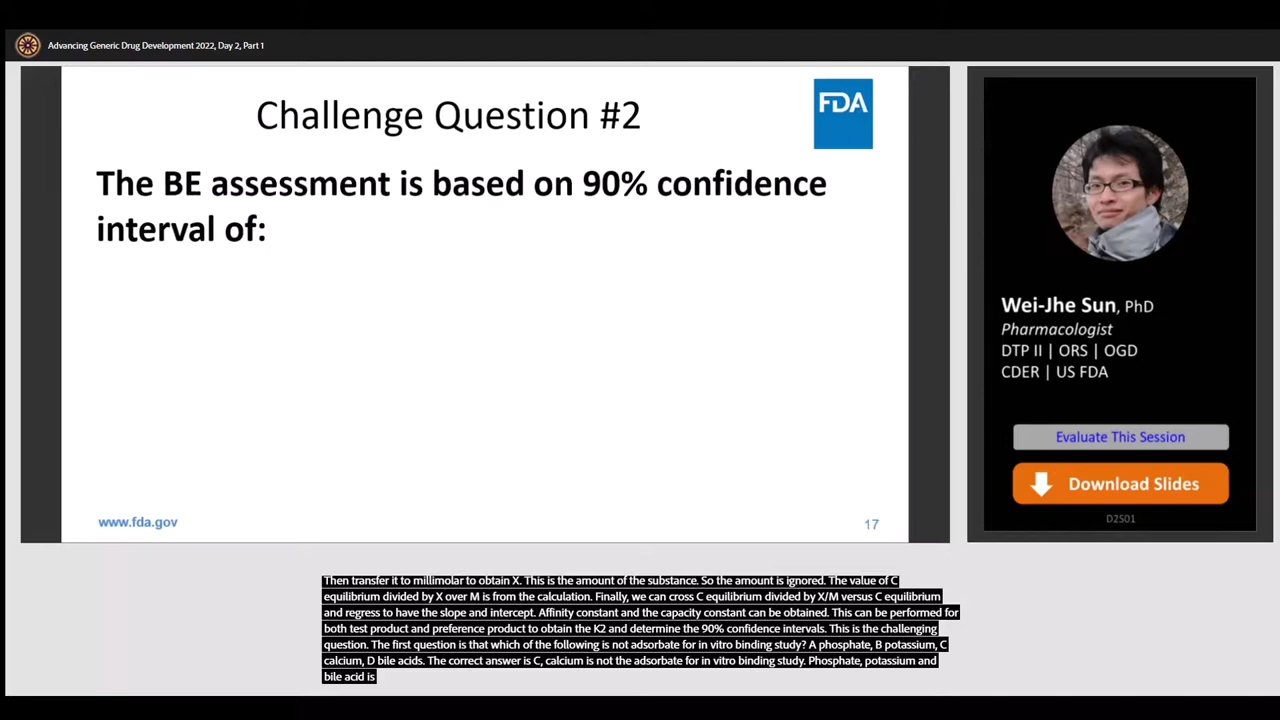 Advancing Generic Drug Development 2022, Day 2, Part 1
Challenge Question #2
FDA
The BE assessment is based on 90% confidence
interval of:
www.fda.gov
17
Wei-Jhe Sun, PhD
Pharmacologist
DTP II | ORS | OGD
CDER | US FDA
Evaluate This Session
Download Slides
D2S01
Then transfer it to millimolar to obtain X. This is the amount of the substance. So the amount is ignored. The value of C
equilibrium divided by X over M is from the calculation. Finally, we can cross C equilibrium divided by X/M versus C equilibrium
and regress to have the slope and intercept. Affinity constant and the capacity constant can be obtained. This can be performed for
both test product and preference product to obtain the K2 and determine the 90% confidence intervals. This is the challenging
question. The first question is that which of the following is not adsorbate for in vitro binding study? A phosphate, B potassium, C
calcium, D bile acids. The correct answer is C, calcium is not the adsorbate for in vitro binding study. Phosphate, potassium and
bile acid is